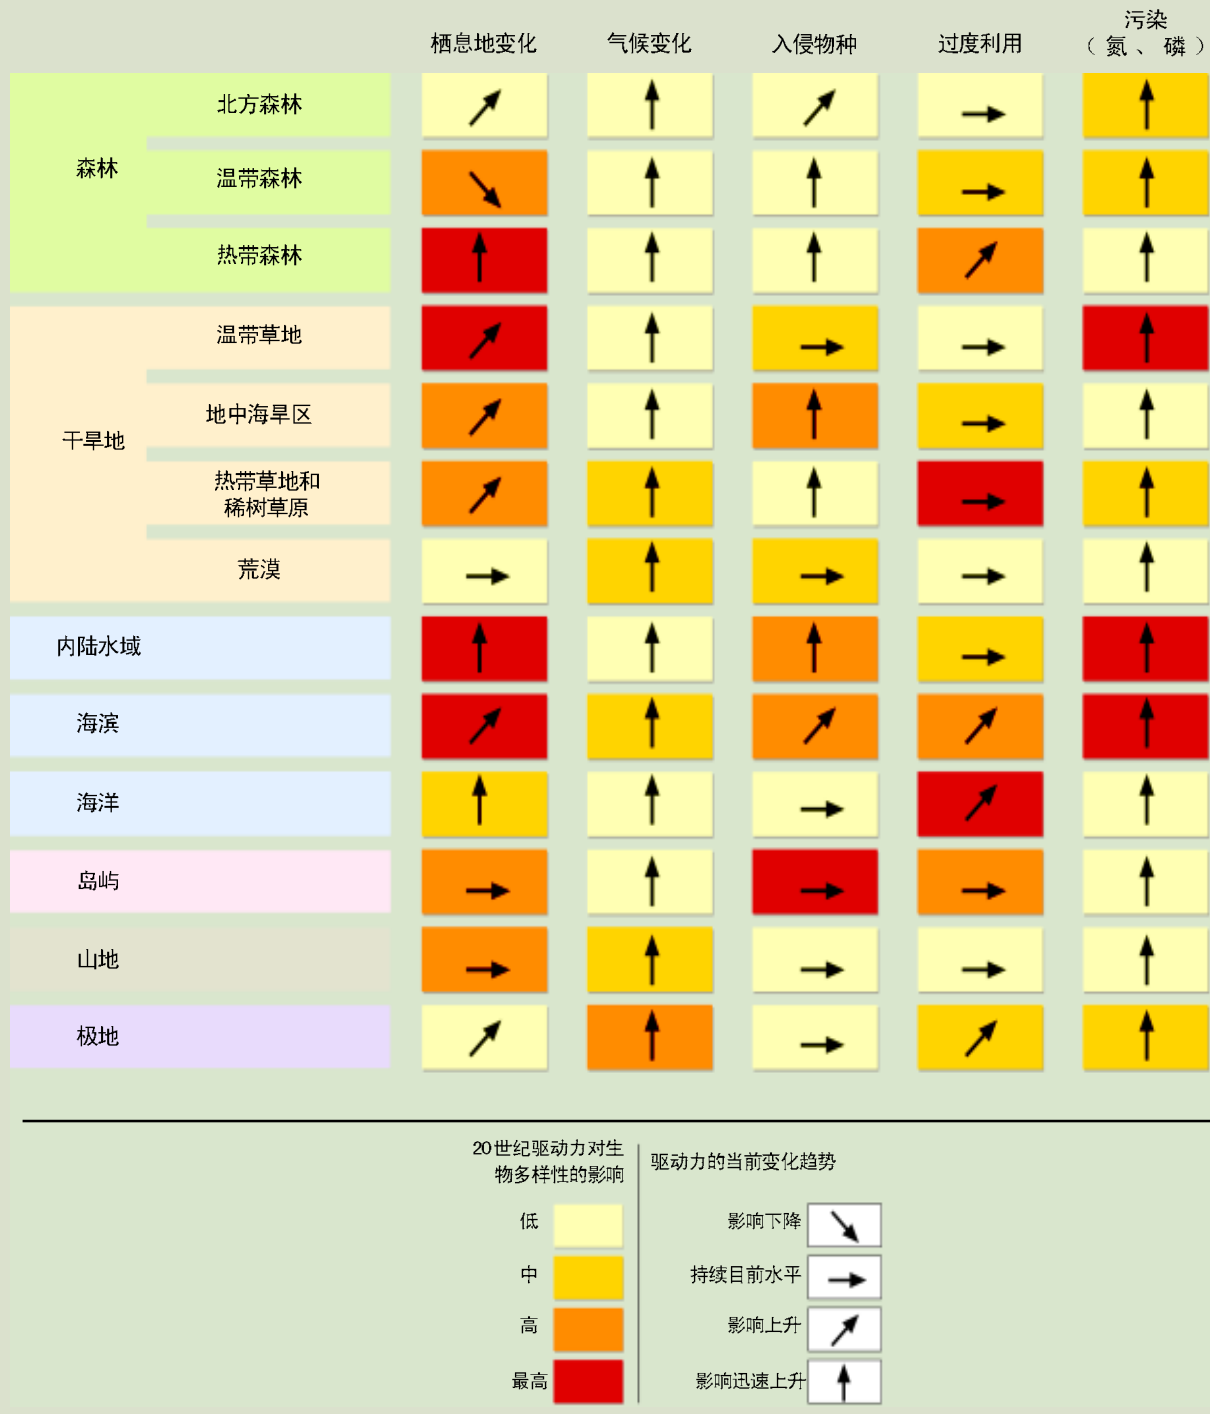 栖息地变化
气候变化
入侵物种
过度利用
污染
（氮、磷）
森林
北方森林
温带森林
热带森林
干旱地
温带草地
地中海旱区
热带草地和
稀树草原
荒漠
内陆水域
海滨
海洋
岛屿
山地
极地
20世纪驱动力对生
物多样性的影响
低
中
高
最高
驱动力的当前变化趋势
影响下降
持续目前水平
影响上升
影响迅速上升